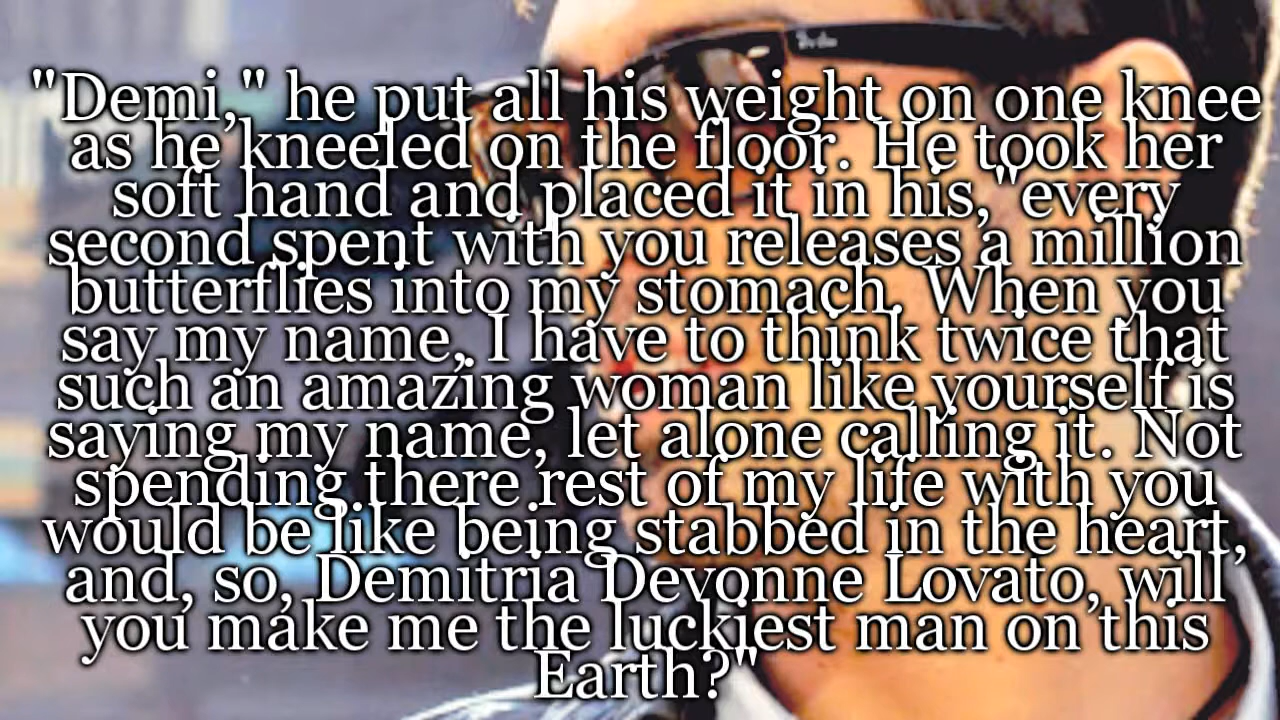 "Demi," he put all his weight on one knee
as he kneeled on the floor. He took her
soft hand and placed it in his, "every
second spent with you releases a million
butterflies into my stomach. When you
say my name, I have to think twice that
such an amazing woman like yourself is
saying my name, let alone calling it. Not
spending there rest of my life with you
would be like being stabbed in the heart,
and, so, Demitria Devonne Lovato, will
you make me the luckiest man on this
Earth?"